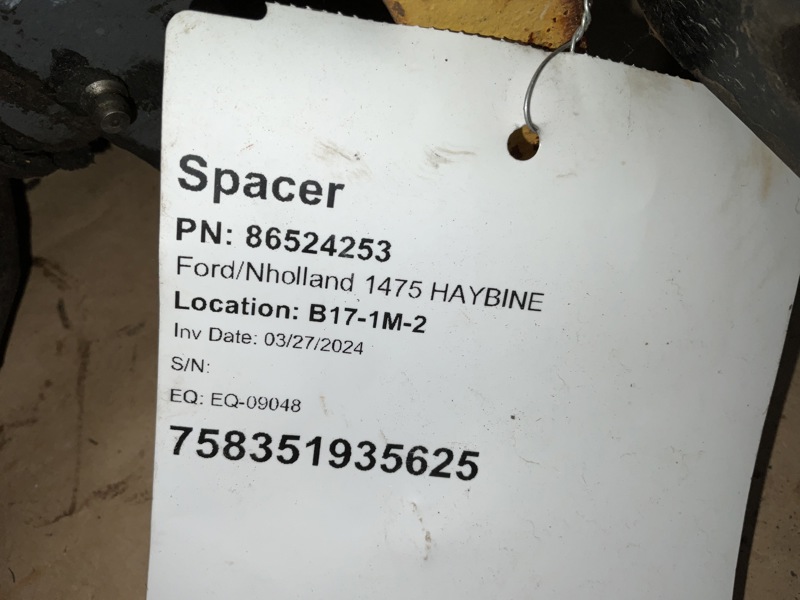 Spacer
PN: 86524253
Ford/Nholland 1475 HAYBINE
Location: B17-1M-2
Inv Date: 03/27/2024
S/N:
EQ: EQ-09048
758351935625